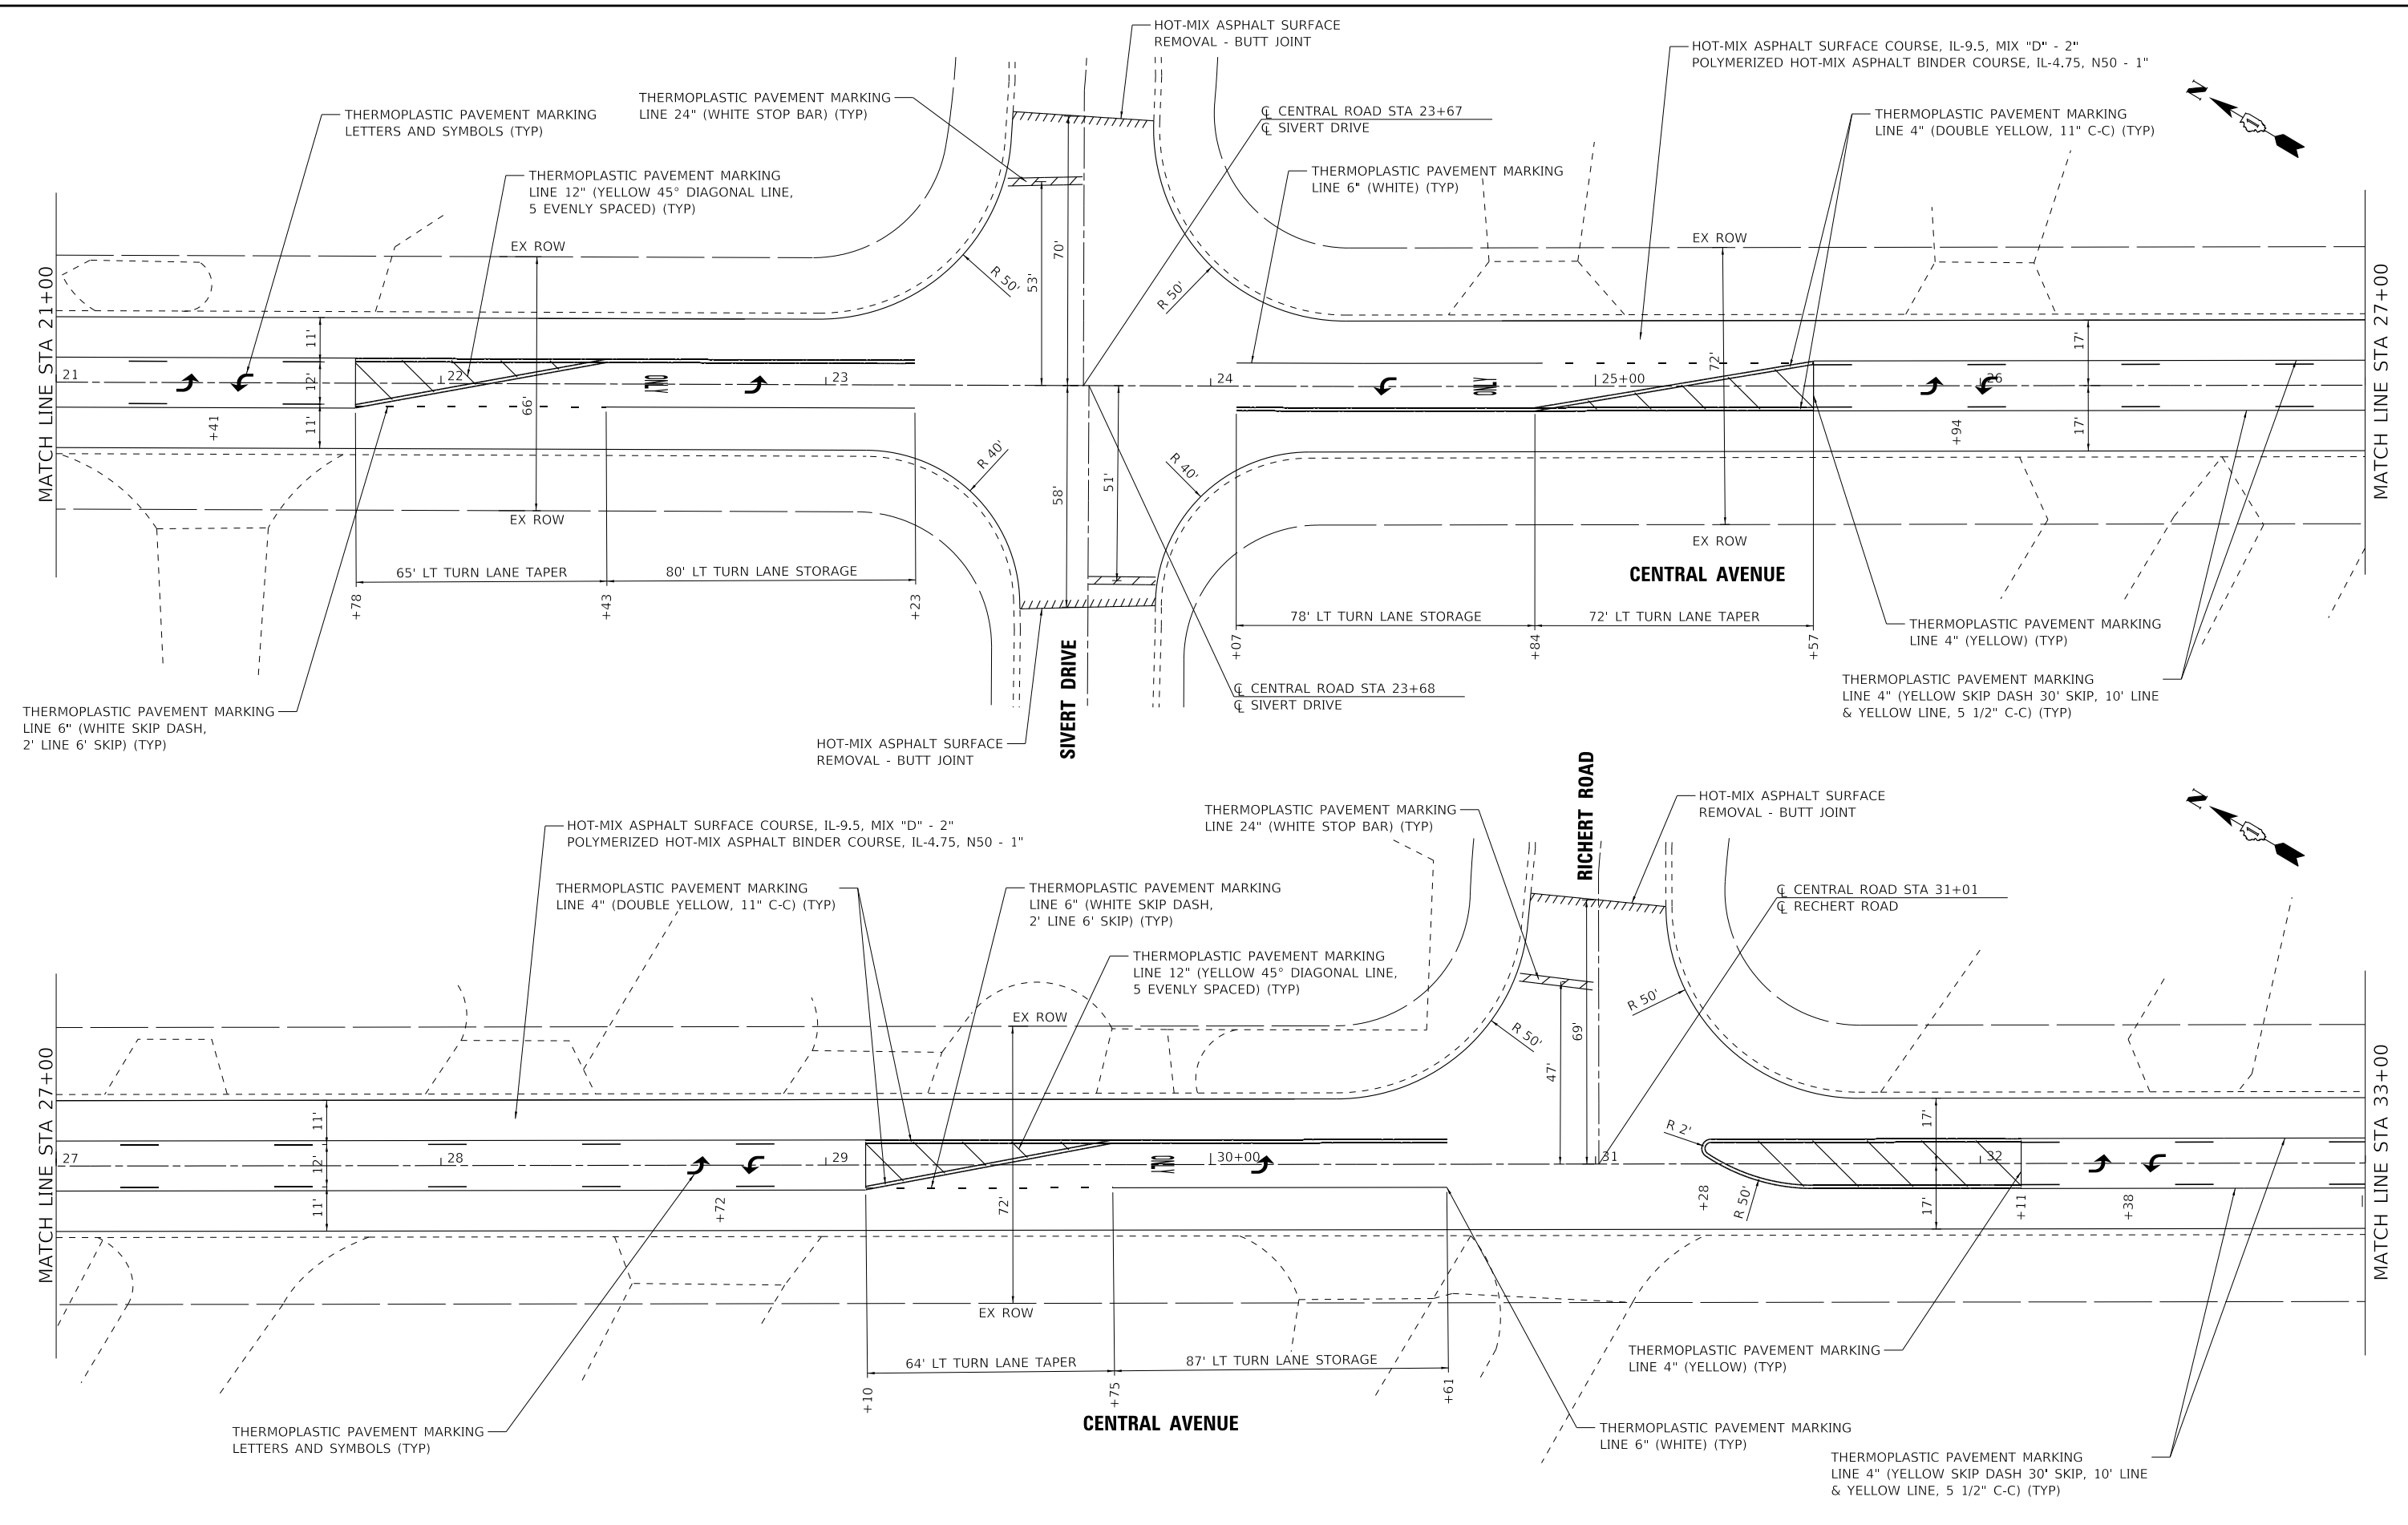 HOT-MIX ASPHALT SURFACE
REMOVAL - BUTT JOINT
HOT-MIX ASPHALT SURFACE COURSE, IL-9.5, MIX "D" - 2"
POLYMERIZED HOT-MIX ASPHALT BINDER COURSE, IL-4.75, N50 - 1"
THERMOPLASTIC PAVEMENT MARKING
LETTERS AND SYMBOLS (TYP)
THERMOPLASTIC PAVEMENT MARKING
LINE 24" (WHITE STOP BAR) (TYP)
℄ CENTRAL ROAD STA 23+67
℄ SIVERT DRIVE
THERMOPLASTIC PAVEMENT MARKING
LINE 4" (DOUBLE YELLOW, 11" C-C) (TYP)
N
1
THERMOPLASTIC PAVEMENT MARKING
LINE 12" (YELLOW 45° DIAGONAL LINE,
5 EVENLY SPACED) (TYP)
THERMOPLASTIC PAVEMENT MARKING
LINE 6" (WHITE) (TYP)
MATCH LINE STA 21+00
EX ROW
EX ROW
R 50'
53'
70'
R 50'
MATCH LINE STA 27+00
11'
12'
11'
66'
72'
17'
17'
21
22
23
24
25+00
26
ONLY
ONLY
+41
+94
EX ROW
EX ROW
R 40'
R 40'
58'
51'
65' LT TURN LANE TAPER
80' LT TURN LANE STORAGE
+78
+43
+23
CENTRAL AVENUE
78' LT TURN LANE STORAGE
72' LT TURN LANE TAPER
+07
+84
+57
THERMOPLASTIC PAVEMENT MARKING
LINE 4" (YELLOW) (TYP)
SIVERT DRIVE
℄ CENTRAL ROAD STA 23+68
℄ SIVERT DRIVE
THERMOPLASTIC PAVEMENT MARKING
LINE 4" (YELLOW SKIP DASH 30' SKIP, 10' LINE
& YELLOW LINE, 5 1/2" C-C) (TYP)
THERMOPLASTIC PAVEMENT MARKING
LINE 6" (WHITE SKIP DASH,
2' LINE 6' SKIP) (TYP)
HOT-MIX ASPHALT SURFACE
REMOVAL - BUTT JOINT
RICHERT ROAD
HOT-MIX ASPHALT SURFACE
REMOVAL - BUTT JOINT
THERMOPLASTIC PAVEMENT MARKING
LINE 24" (WHITE STOP BAR) (TYP)
N
1
HOT-MIX ASPHALT SURFACE COURSE, IL-9.5, MIX "D" - 2"
POLYMERIZED HOT-MIX ASPHALT BINDER COURSE, IL-4.75, N50 - 1"
THERMOPLASTIC PAVEMENT MARKING
LINE 4" (DOUBLE YELLOW, 11" C-C) (TYP)
THERMOPLASTIC PAVEMENT MARKING
LINE 6" (WHITE SKIP DASH,
2' LINE 6' SKIP) (TYP)
℄ CENTRAL ROAD STA 31+01
℄ RECHERT ROAD
THERMOPLASTIC PAVEMENT MARKING
LINE 12" (YELLOW 45° DIAGONAL LINE,
5 EVENLY SPACED) (TYP)
MATCH LINE STA 27+00
EX ROW
R 50'
47'
69'
R 50'
MATCH LINE STA 33+00
11'
12'
11'
72'
R 2'
17'
17'
27
28
29
30+00
31
32
ONLY
+72
+28
R 50'
+11
+38
EX ROW
64' LT TURN LANE TAPER
87' LT TURN LANE STORAGE
+10
+75
+61
CENTRAL AVENUE
THERMOPLASTIC PAVEMENT MARKING
LINE 4" (YELLOW) (TYP)
THERMOPLASTIC PAVEMENT MARKING
LETTERS AND SYMBOLS (TYP)
THERMOPLASTIC PAVEMENT MARKING
LINE 6" (WHITE) (TYP)
THERMOPLASTIC PAVEMENT MARKING
LINE 4" (YELLOW SKIP DASH 30' SKIP, 10' LINE
& YELLOW LINE, 5 1/2" C-C) (TYP)